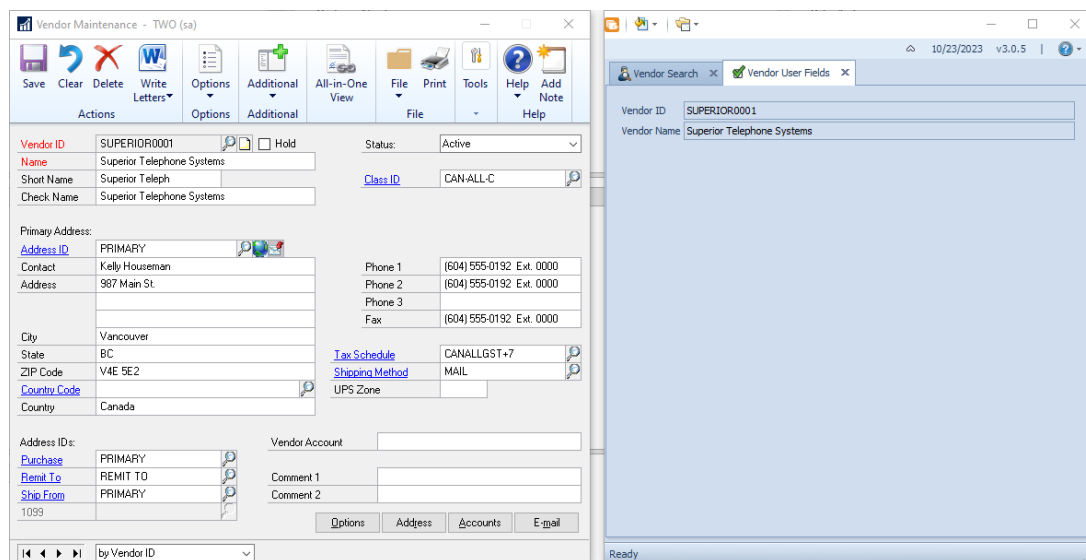 Vendor Maintenance - TWO (sa)
Save Clear Delete Write Letters Options Additional All-in-One View File Print Tools Help Add Note
Actions Options Additional File Help
Vendor ID SUPERIOR0001 Hold Status: Active
Name Superior Telephone Systems
Short Name Superior Teleph Class ID CAN-ALL-C
Check Name Superior Telephone Systems
Primary Address:
Address ID PRIMARY
Contact Kelly Houseman Phone 1 (604) 555-0192 Ext. 0000
Address 987 Main St. Phone 2 (604) 555-0192 Ext. 0000
Phone 3
Fax (604) 555-0192 Ext. 0000
City Vancouver
State BC Tax Schedule CANALLGST+7
ZIP Code V4E 5E2 Shipping Method MAIL
Country Code UPS Zone
Country Canada
Address IDs: Vendor Account
Purchase PRIMARY
Remit To REMIT TO Comment 1
Ship From PRIMARY Comment 2
1099
Options Address Accounts E-mail
by Vendor ID
10/23/2023 v3.0.5
Vendor Search Vendor User Fields
Vendor ID SUPERIOR0001
Vendor Name Superior Telephone Systems
Ready